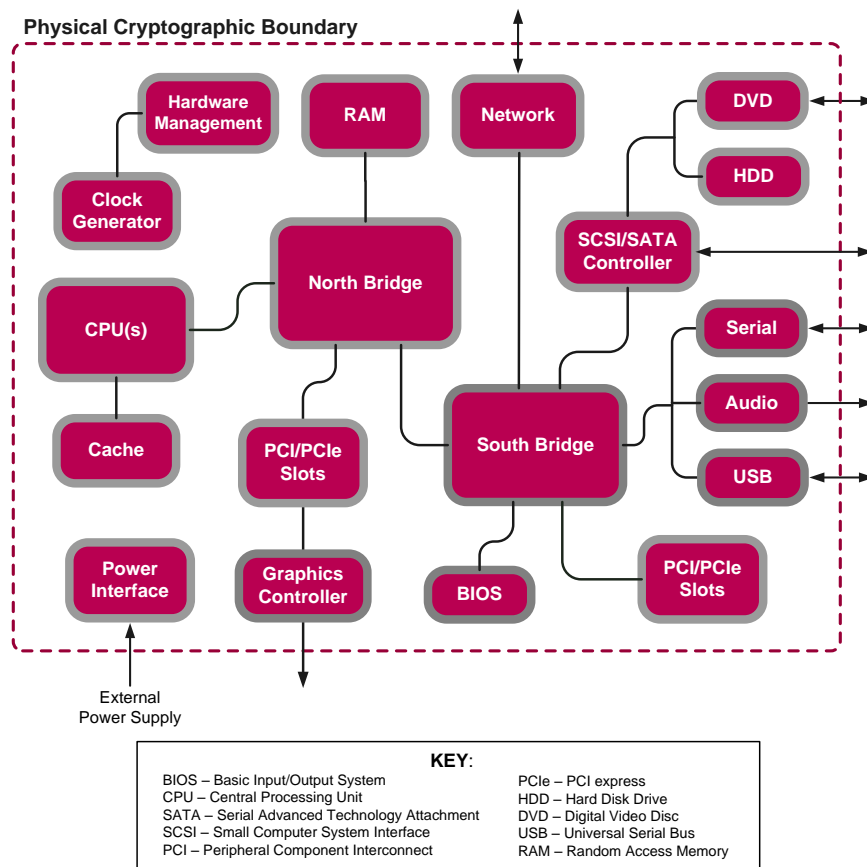 Physical Cryptographic Boundary
Hardware
Management
RAM
Network
DVD
HDD
Clock
Generator
SCSI/SATA
Controller
North Bridge
CPU(s)
Serial
Audio
USB
Cache
PCI/PCIe
Slots
South Bridge
Power
Interface
Graphics
Controller
BIOS
PCI/PCIe
Slots
External
Power Supply
KEY:
BIOS – Basic Input/Output System
CPU – Central Processing Unit
SATA – Serial Advanced Technology Attachment
SCSI – Small Computer System Interface
PCI – Peripheral Component Interconnect
PCIe – PCI express
HDD – Hard Disk Drive
DVD – Digital Video Disc
USB – Universal Serial Bus
RAM – Random Access Memory